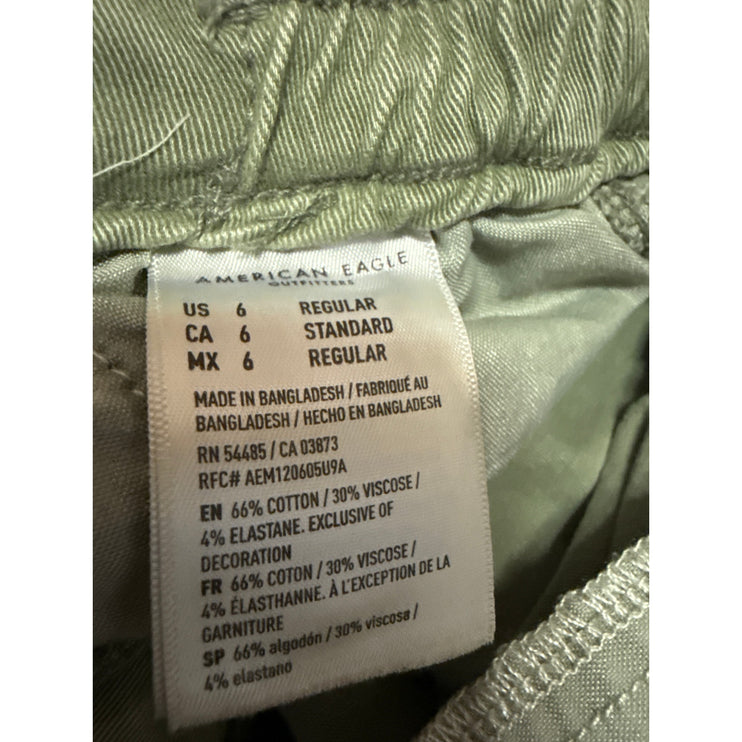 AMERICAN EAGLE
OUTFITTERS
US 6 REGULAR
CA 6 STANDARD
MX 6 REGULAR
MADE IN BANGLADESH / FABRIQUÉ AU
BANGLADESH / HECHO EN BANGLADESH
RN 54485 / CA 03873
RFC# AEM120605U9A
EN 66% COTTON / 30% VISCOSE /
4% ELASTANE. EXCLUSIVE OF
DECORATION
FR 66% COTON / 30% VISCOSE /
4% ÉLASTHANNE. À L'EXCEPTION DE LA
GARNITURE
SP 66% algodón / 30% viscosa /
4% elastano